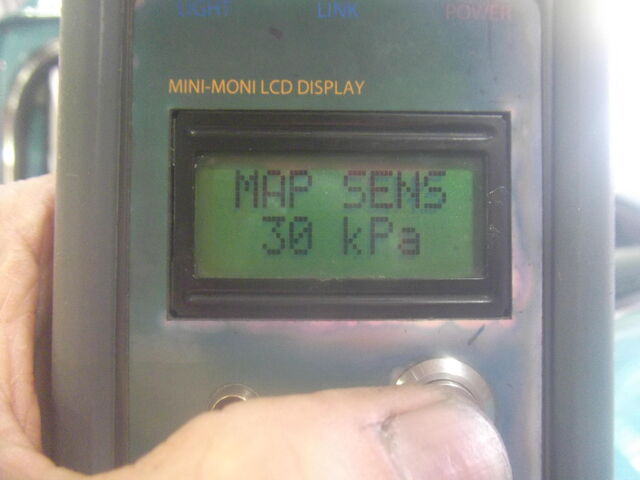 LIGHT LINK POWER
MINI-MONI LCD DISPLAY
MAP SENS
30 kPa